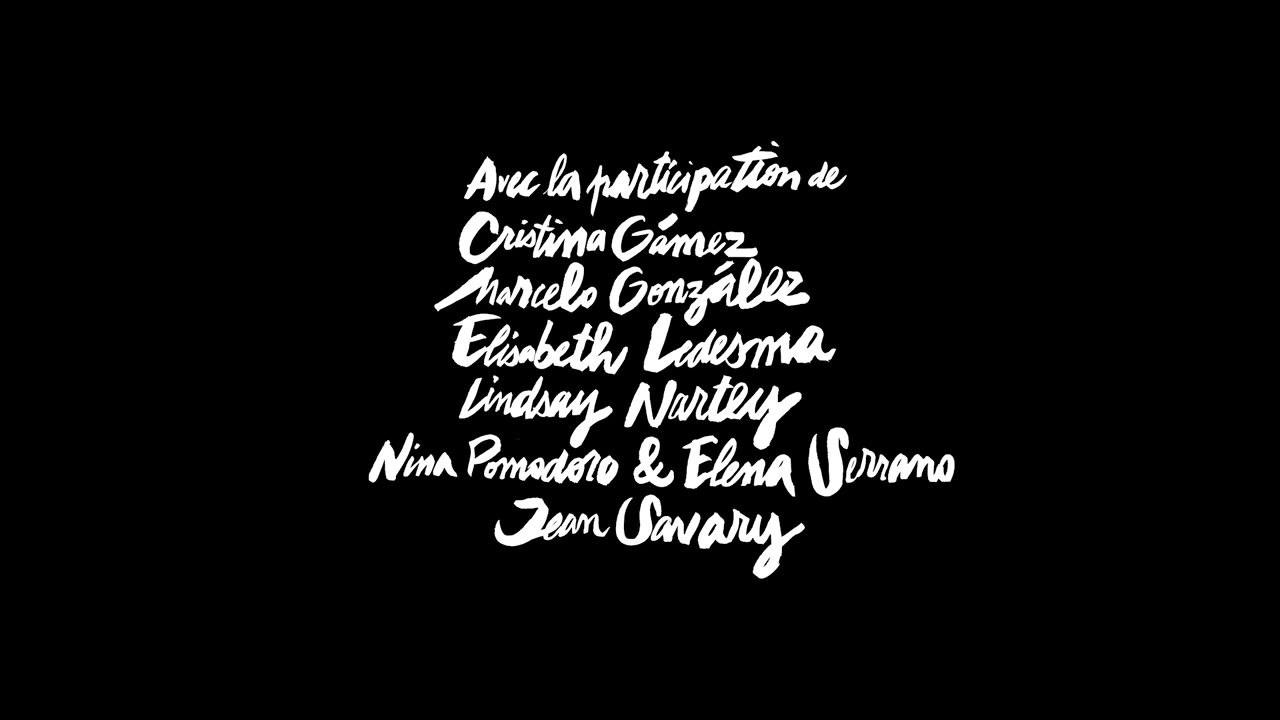 Avec la participation de
Cristina Gámez
Marcelo González
Elisabeth Ledesma
Lindsay Nartey
Nina Pomodoro & Elena Serrano
Jean Savary